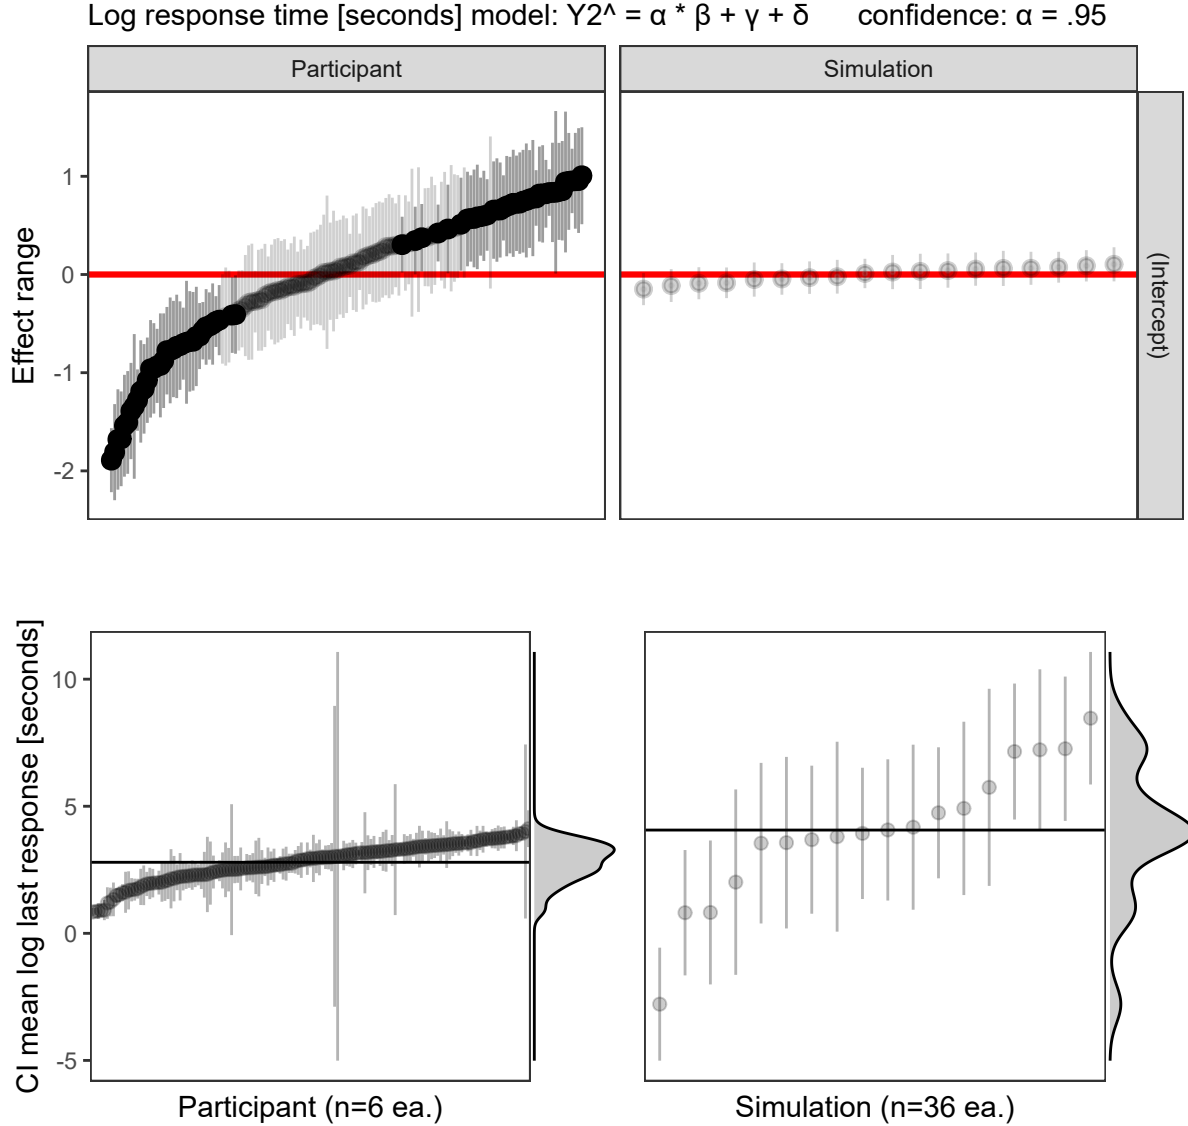 Log response time [seconds] model: Y2^ = α * β + γ + δ confidence: α = .95
Participant
Simulation
Effect range
1
0
-1
-2
(Intercept)
CI mean log last response [seconds]
10
5
0
-5
Participant (n=6 ea.)
Simulation (n=36 ea.)